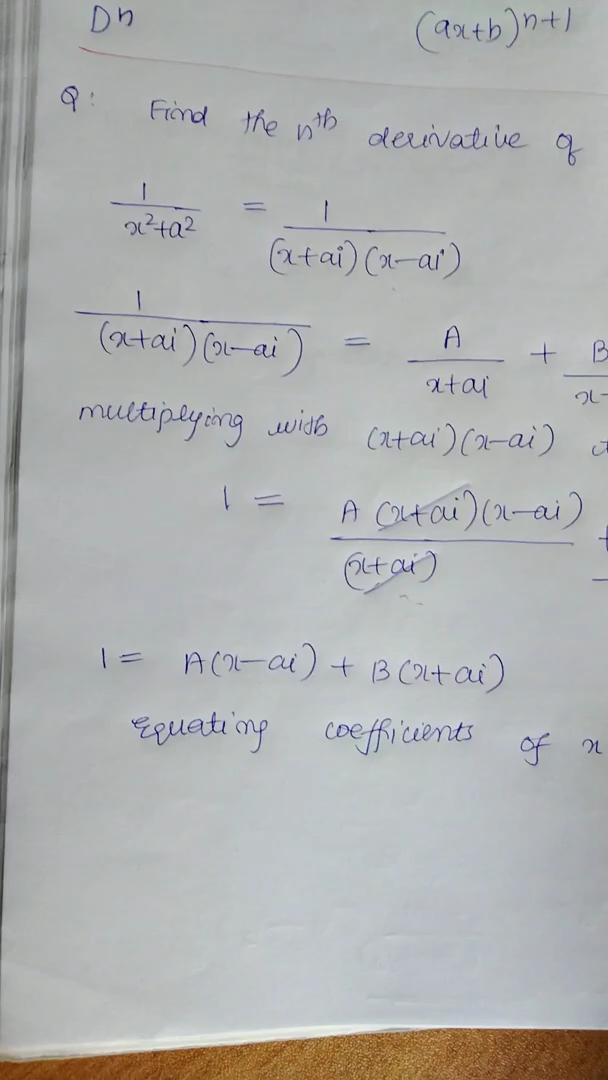 Dⁿ (ax+b)ⁿ⁺¹
Q: Find the nᵗʰ derivative of
1/(x²+a²) = 1/((x+ai)(x-ai))
1/((x+ai)(x-ai)) = A/(x+ai) + B/(x-
multiplying with (x+ai)(x-ai)
1 = A(x+ai)(x-ai)/(x+ai) +
1 = A(x-ai) + B(x+ai)
Equating coefficients of x